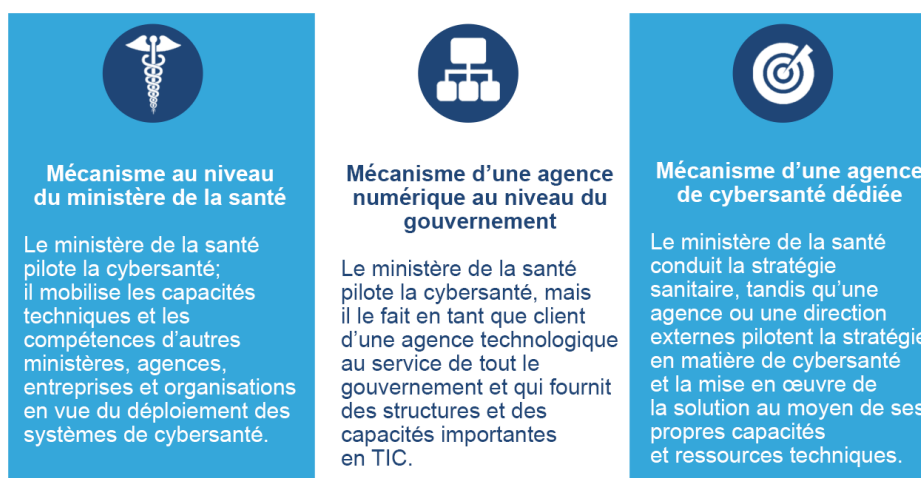 Mécanisme au niveau
du ministère de la santé
Le ministère de la santé
pilote la cybersanté;
il mobilise les capacités
techniques et les
compétences d’autres
ministères, agences,
entreprises et organisations
en vue du déploiement des
systèmes de cybersanté.
Mécanisme d’une agence
numérique au niveau du
gouvernement
Le ministère de la santé
pilote la cybersanté, mais
il le fait en tant que client
d’une agence technologique
au service de tout le
gouvernement et qui fournit
des structures et des
capacités importantes
en TIC.
Mécanisme d’une agence
de cybersanté dédiée
Le ministère de la santé
conduit la stratégie
sanitaire, tandis qu’une
agence ou une direction
externes pilotent la stratégie
en matière de cybersanté
et la mise en œuvre de
la solution au moyen de ses
propres capacités
et ressources techniques.